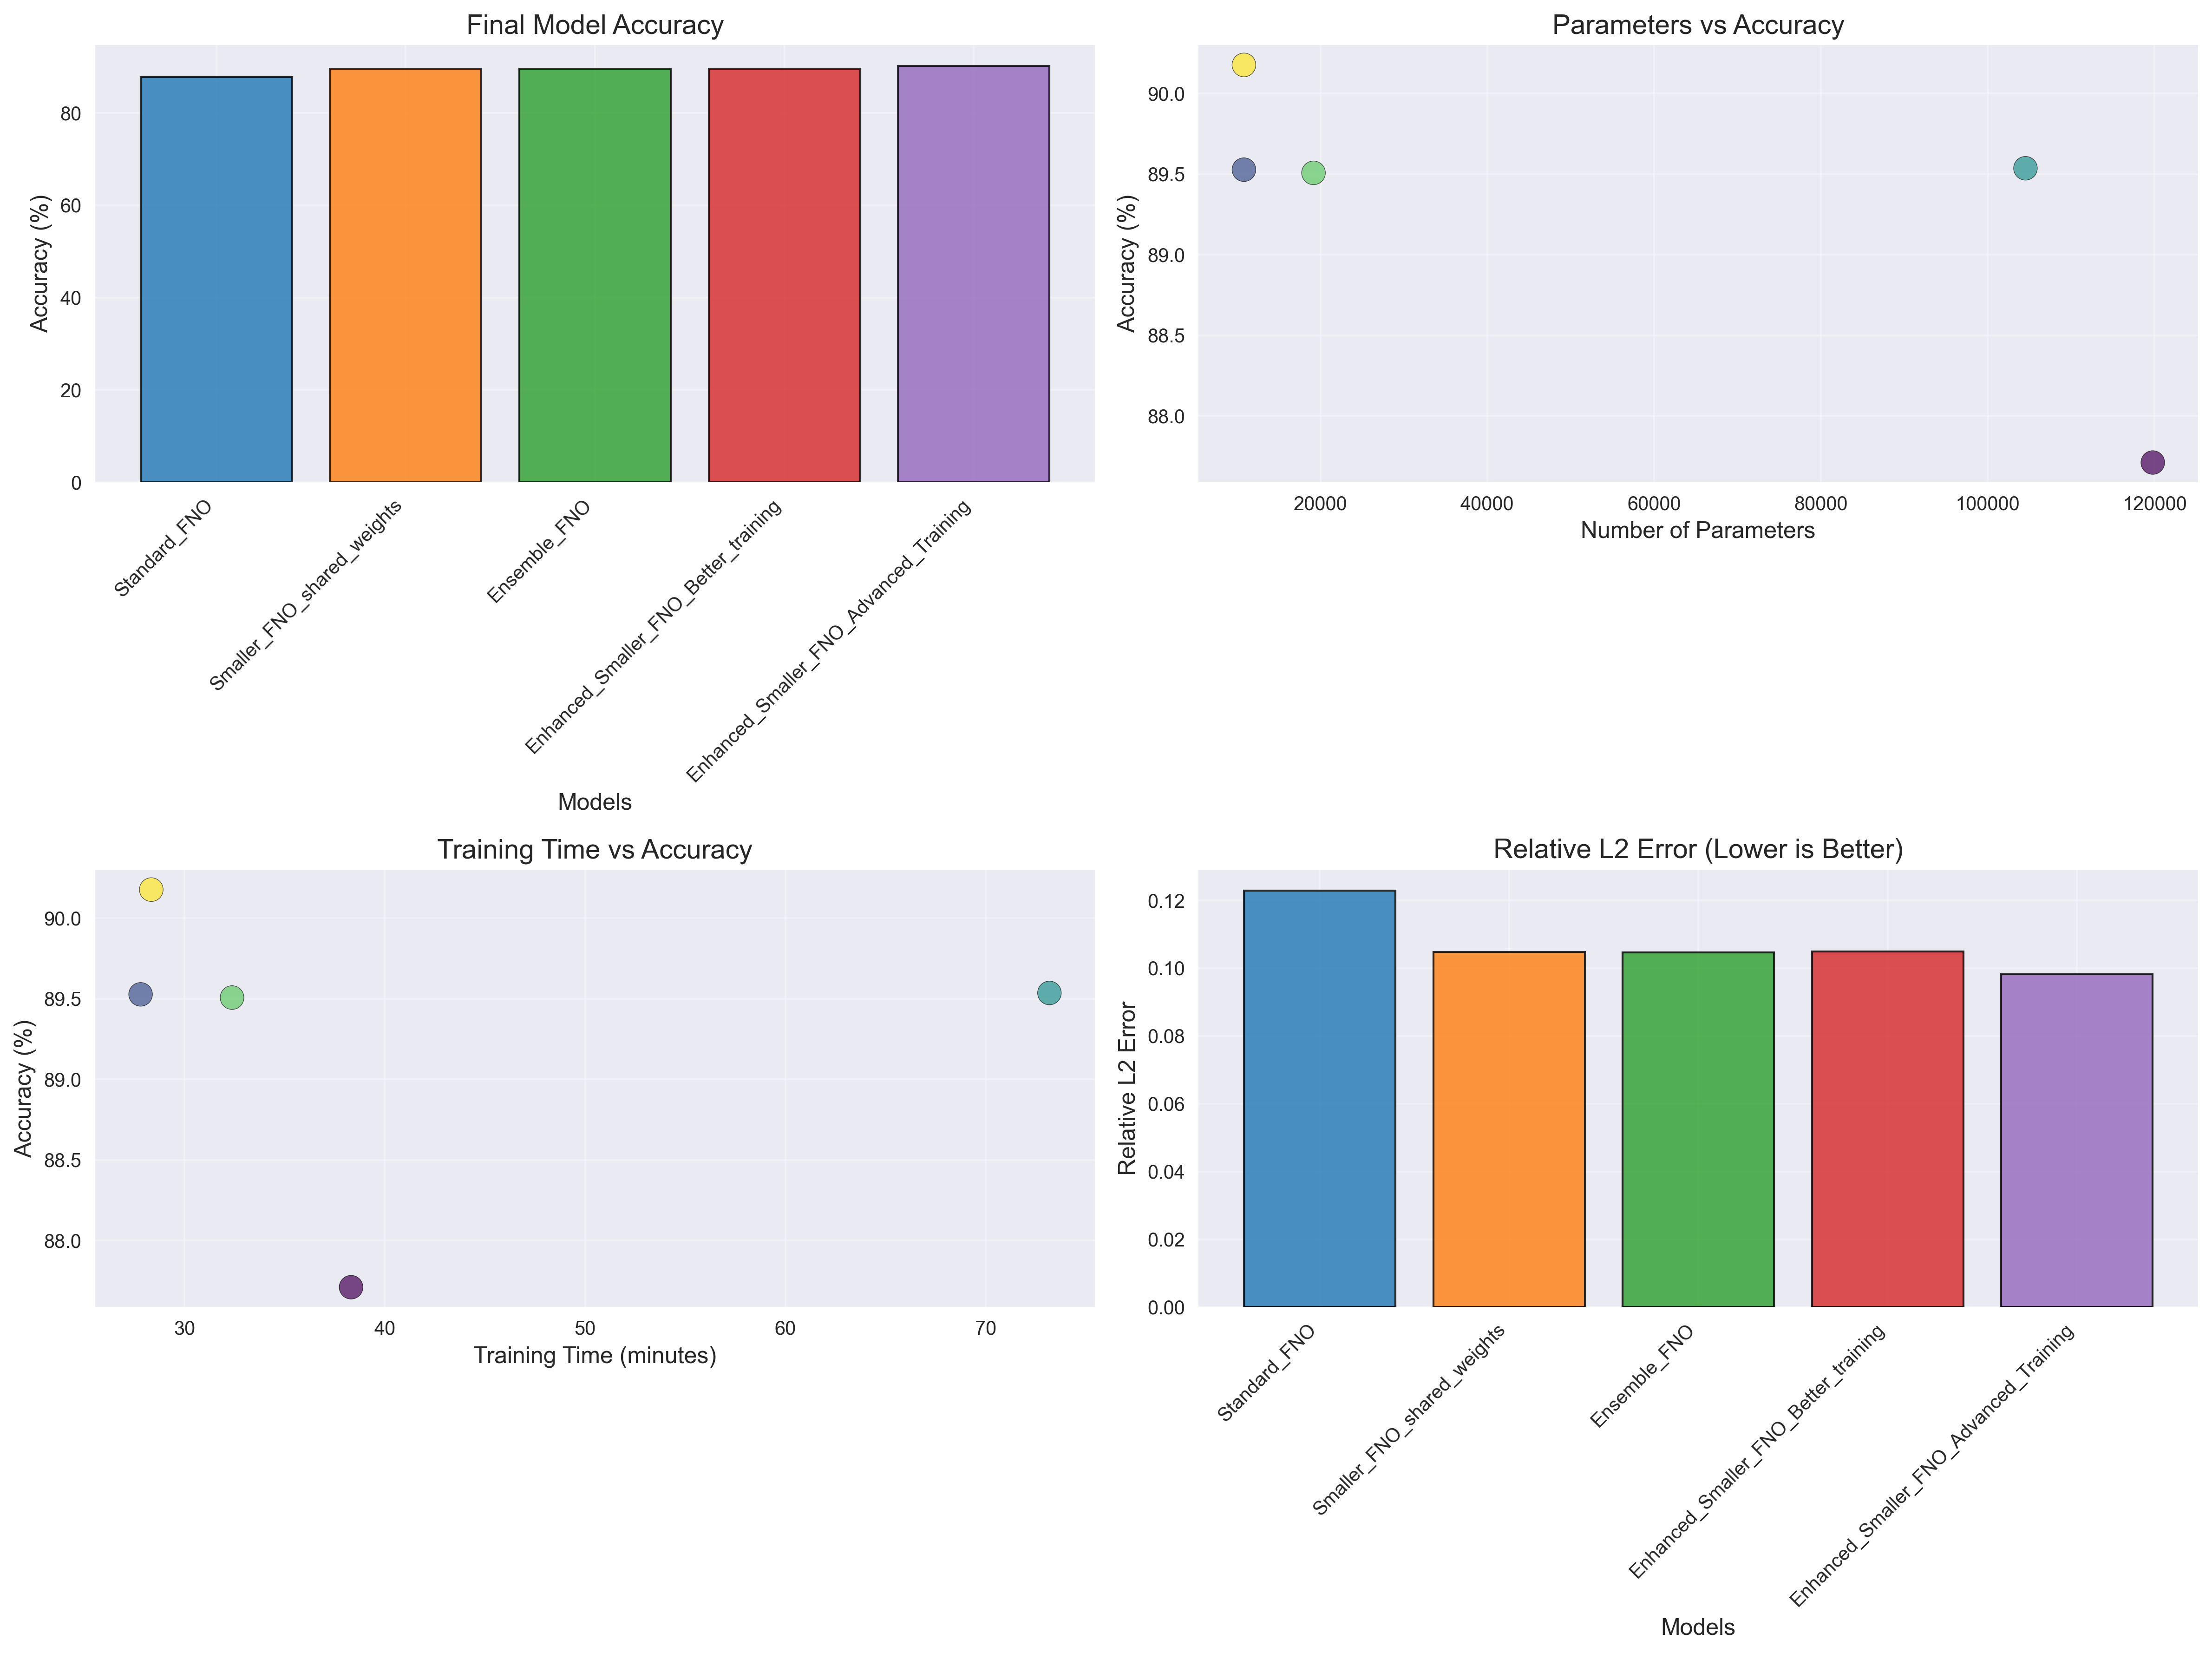 Final Model Accuracy
Accuracy (%)
80
60
40
20
0
Standard_FNO
Smaller_FNO_shared_weights
Ensemble_FNO
Enhanced_Smaller_FNO_Better_training
Enhanced_Smaller_FNO_Advanced_Training
Models
Parameters vs Accuracy
Accuracy (%)
90.0
89.5
89.0
88.5
88.0
20000
40000
60000
80000
100000
120000
Number of Parameters
Training Time vs Accuracy
Accuracy (%)
90.0
89.5
89.0
88.5
88.0
30
40
50
60
70
Training Time (minutes)
Relative L2 Error (Lower is Better)
Relative L2 Error
0.12
0.10
0.08
0.06
0.04
0.02
0.00
Standard_FNO
Smaller_FNO_shared_weights
Ensemble_FNO
Enhanced_Smaller_FNO_Better_training
Enhanced_Smaller_FNO_Advanced_Training
Models